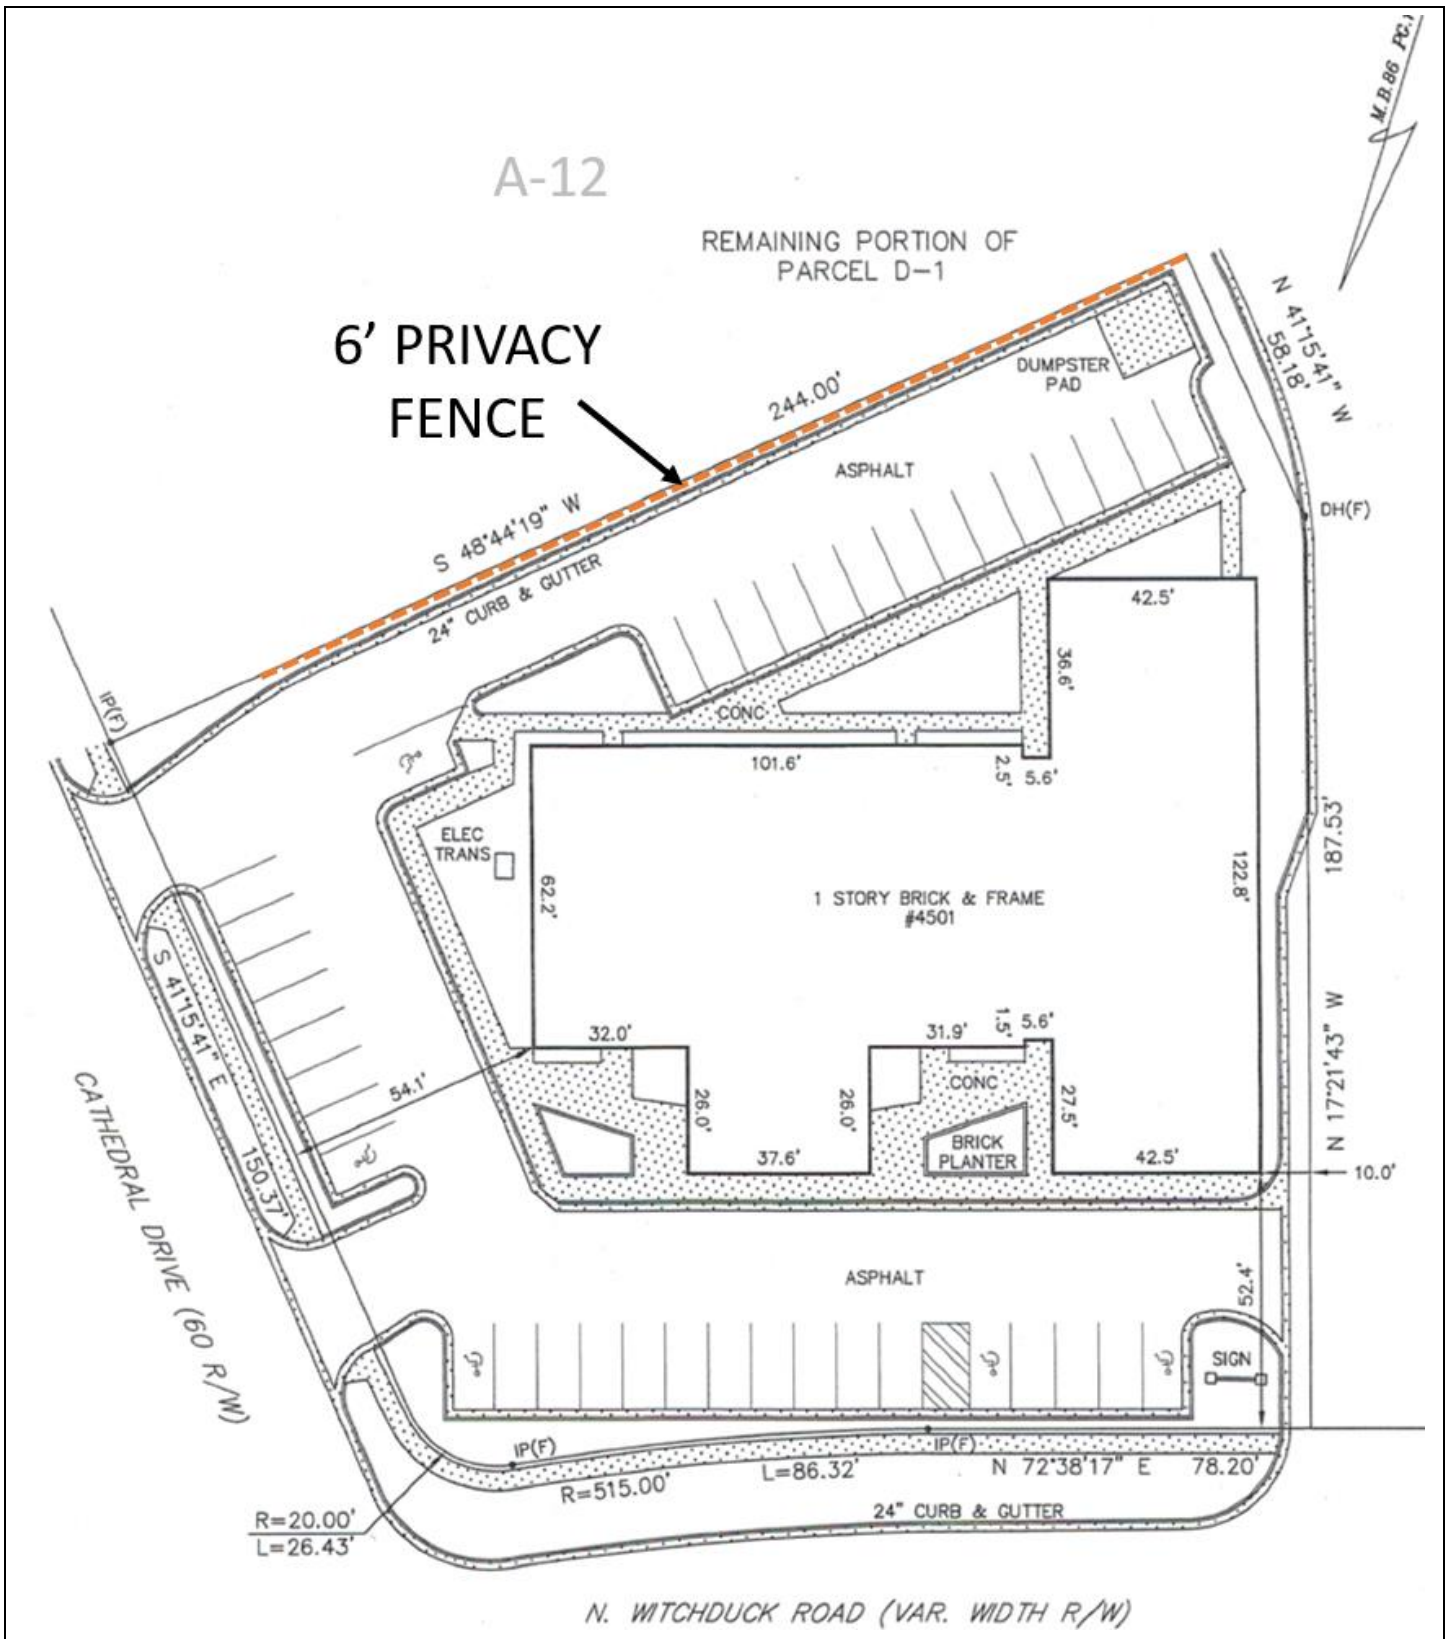 M.B.86 PG.
A-12
REMAINING PORTION OF
PARCEL D-1
6' PRIVACY
FENCE
N 41°15'41" W
58.18'
DUMPSTER
PAD
244.00'
ASPHALT
S 48°44'19" W
24" CURB & GUTTER
DH(F)
42.5'
36.6'
IP(F)
CONC
101.6'
2.5'
5.6'
ELEC
TRANS
62.2'
122.8'
187.53'
1 STORY BRICK & FRAME
#4501
S 41°15'41" E
150.37'
32.0'
31.9'
1.5'
5.6'
N 17°21'43" W
54.1'
CONC
26.0'
26.0'
27.5'
BRICK
PLANTER
37.6'
42.5'
10.0'
CATHEDRAL DRIVE (60 R/W)
ASPHALT
52.4'
SIGN
IP(F)
IP(F)
R=515.00'
L=86.32'
N 72°38'17" E
78.20'
R=20.00'
L=26.43'
24" CURB & GUTTER
N. WITCHDUCK ROAD (VAR. WIDTH R/W)